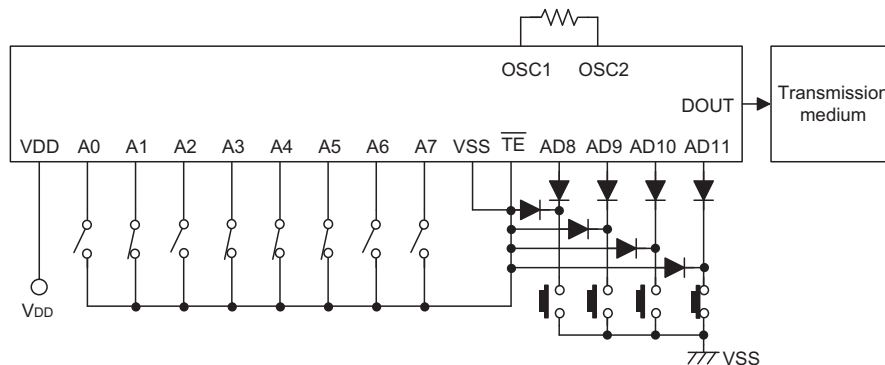 OSC1 OSC2
DOUT
Transmission
medium
VDD A0 A1 A2 A3 A4 A5 A6 A7 VSS TE AD8 AD9 AD10 AD11
VDD
VSS